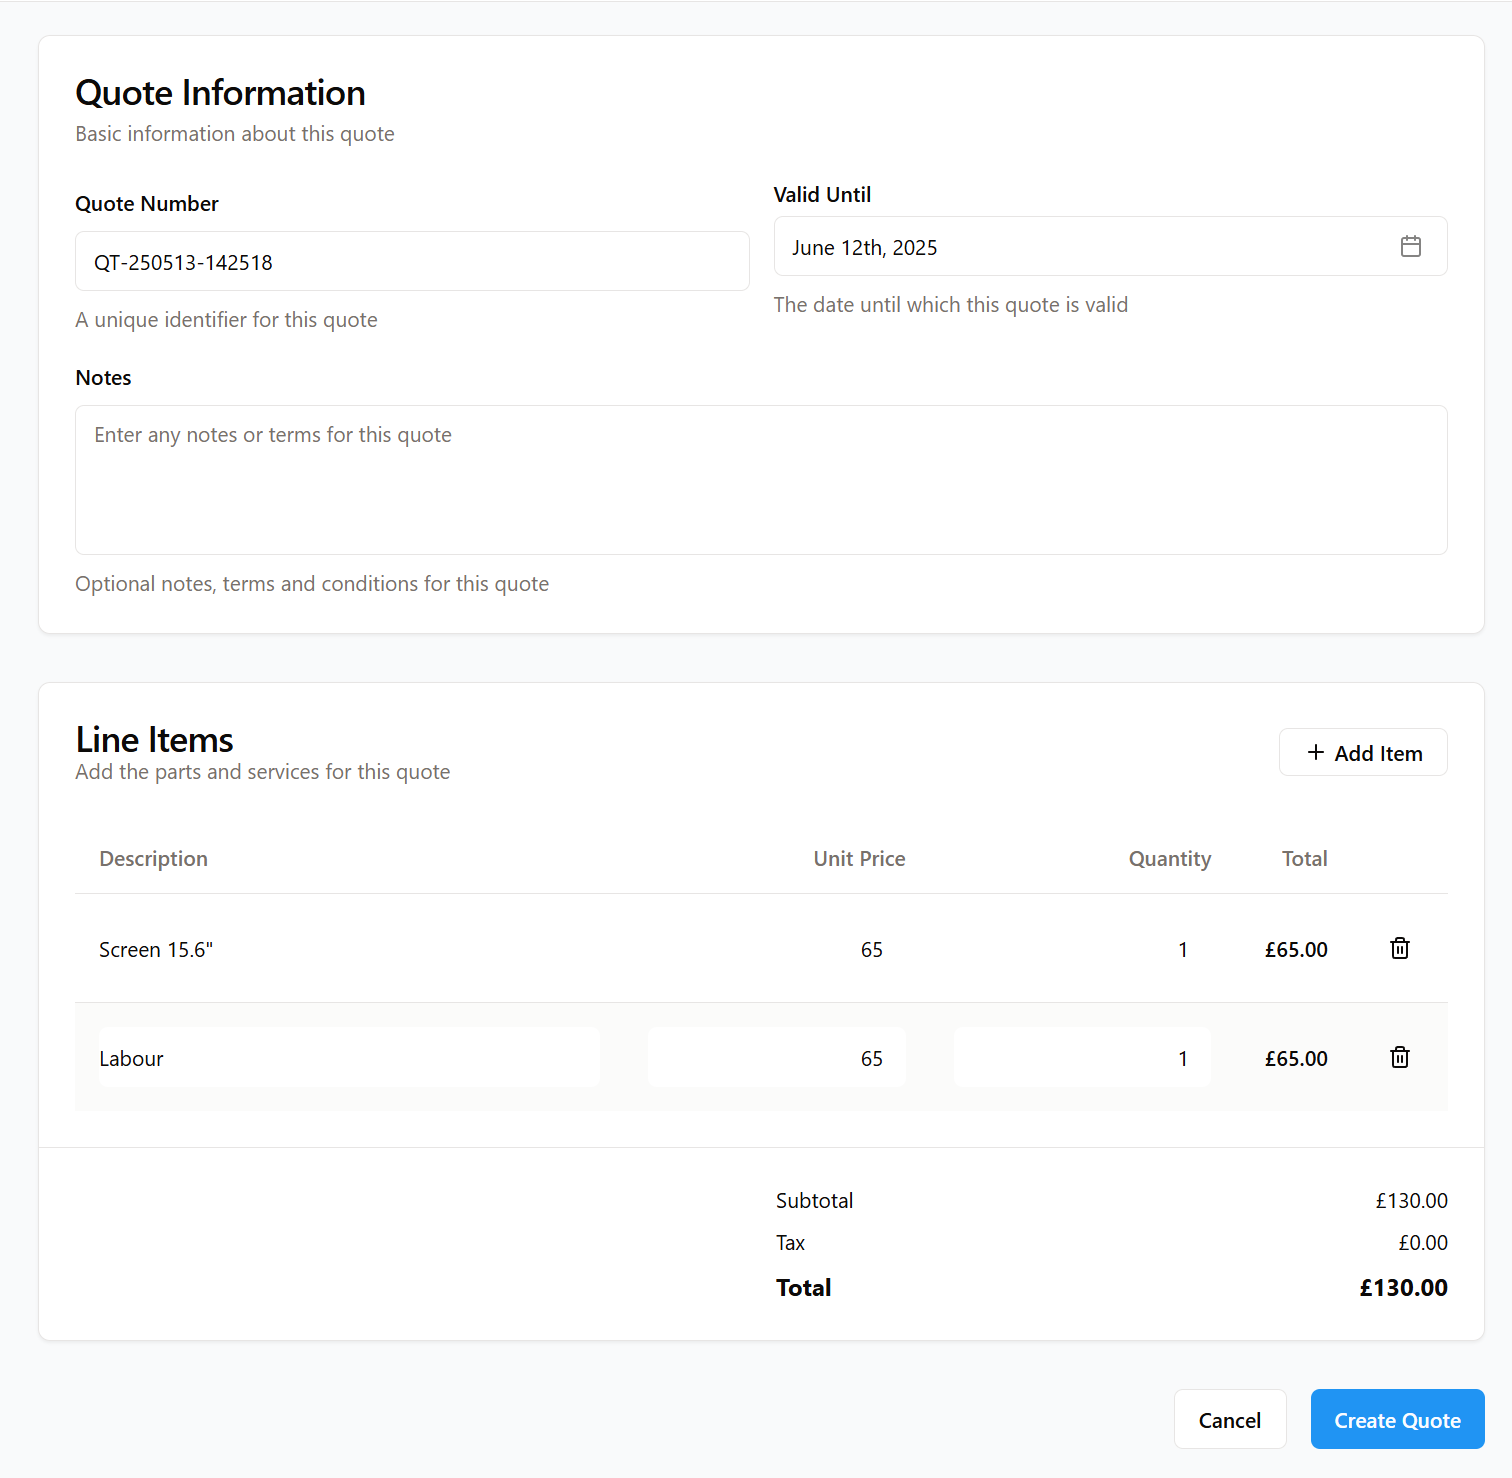 Quote Information
Basic information about this quote
Quote Number
QT-250513-142518
A unique identifier for this quote
Valid Until
June 12th, 2025
The date until which this quote is valid
Notes
Enter any notes or terms for this quote
Optional notes, terms and conditions for this quote
Line Items
Add the parts and services for this quote
Add Item
Description Unit Price Quantity Total
Screen 15.6" 65 1 £65.00
Labour 65 1 £65.00
Subtotal £130.00
Tax £0.00
Total £130.00
Cancel Create Quote